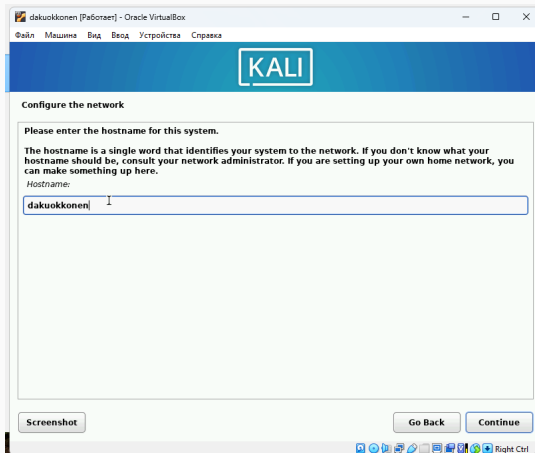 dakuokkonen [Работает] - Oracle VirtualBox
Файл Машина Вид Ввод Устройства Справка
KALI
Configure the network
Please enter the hostname for this system.
The hostname is a single word that identifies your system to the network. If you don't know what your
hostname should be, consult your network administrator. If you are setting up your own home network, you
can make something up here.
Hostname:
dakuokkonen
Screenshot Go Back Continue
Right Ctrl